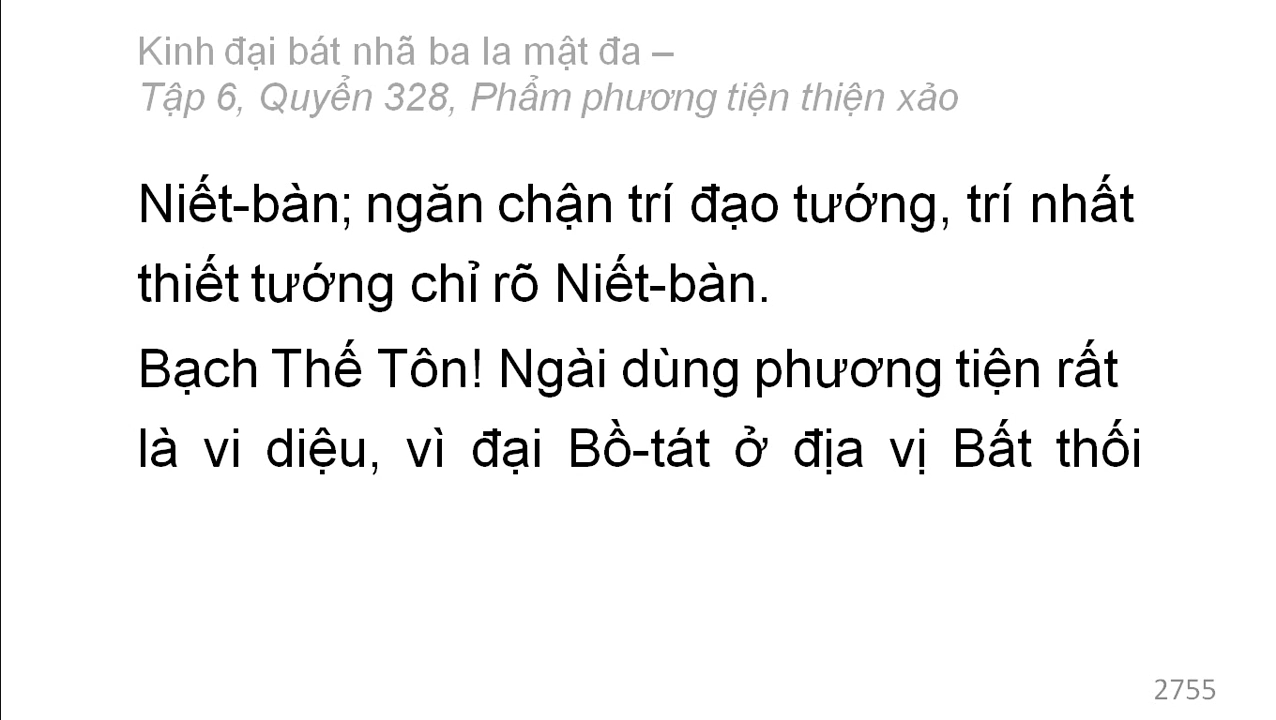 Kinh đại bát nhã ba la mật đa –
Tập 6, Quyển 328, Phẩm phương tiện thiện xảo
Niết-bàn; ngăn chận trí đạo tướng, trí nhất
thiết tướng chỉ rõ Niết-bàn.
Bạch Thế Tôn! Ngài dùng phương tiện rất
là vi diệu, vì đại Bồ-tát ở địa vị Bất thối
2755